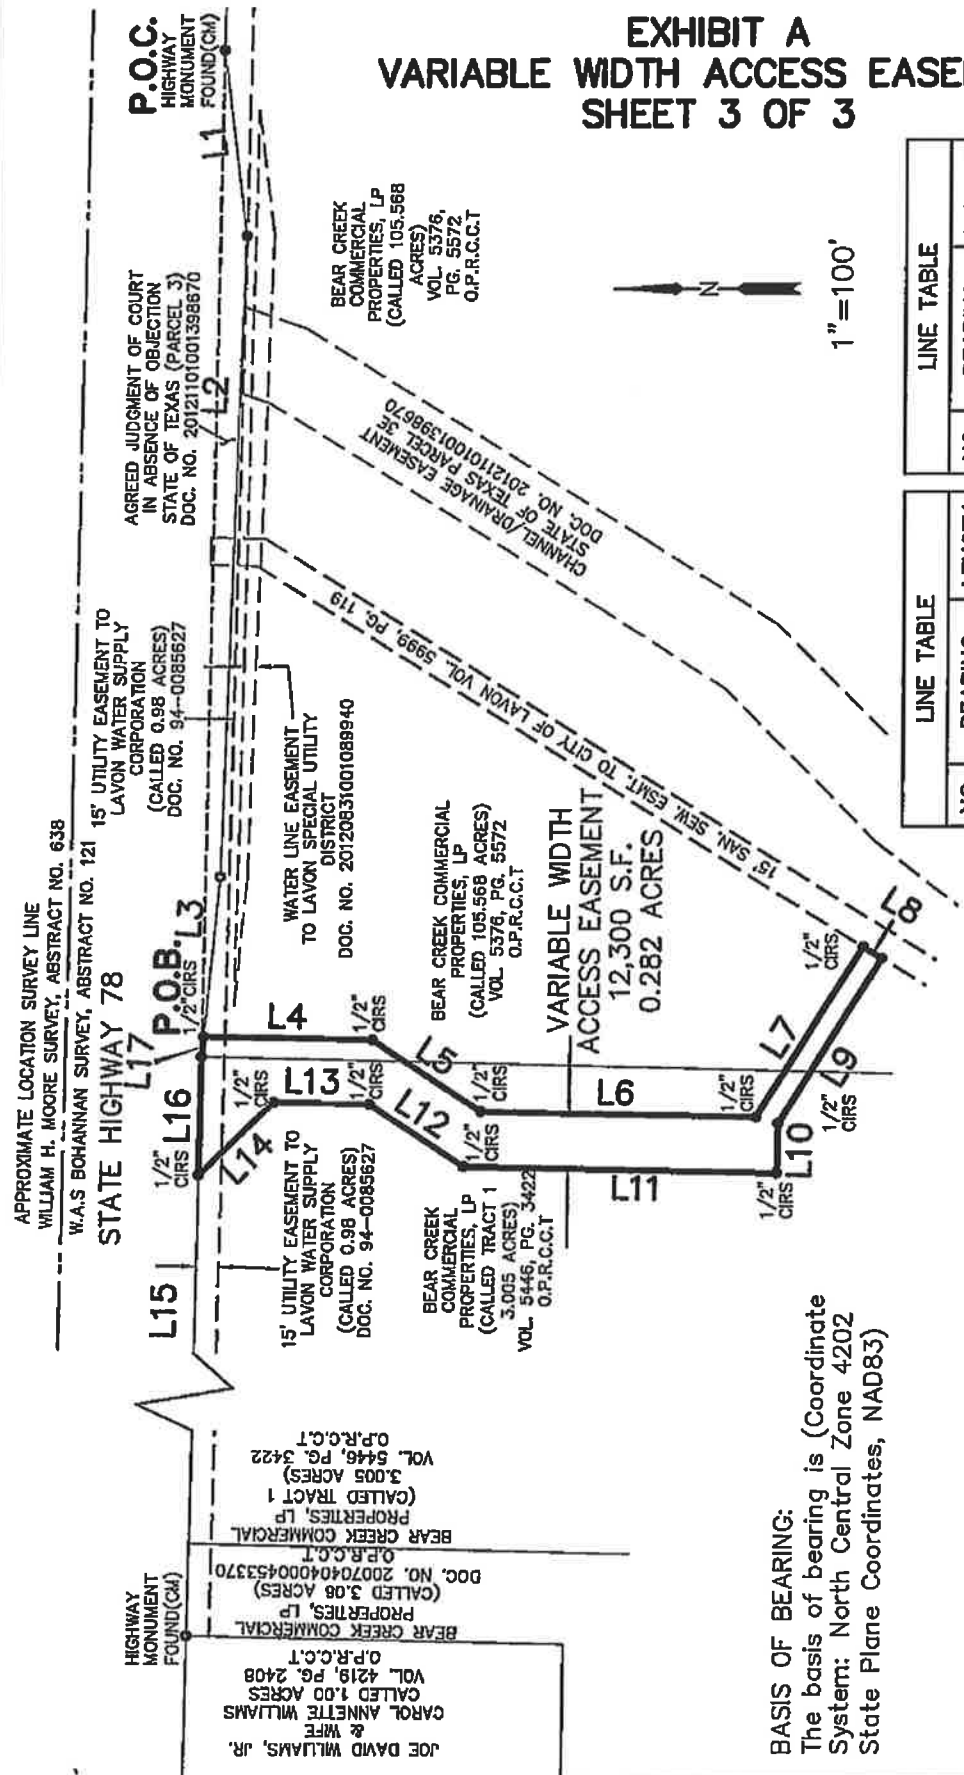 EXHIBIT A
VARIABLE WIDTH ACCESS EASE
SHEET 3 OF 3
P.O.C.
HIGHWAY
MONUMENT
FOUND(CM)
L1
APPROXIMATE LOCATION SURVEY LINE
WILLIAM H. MOORE SURVEY, ABSTRACT NO. 638
W.A.S BOHANNAN SURVEY, ABSTRACT NO. 121
STATE HIGHWAY 78
AGREED JUDGMENT OF COURT
IN ABSENCE OF OBJECTION
STATE OF TEXAS (PARCEL 3)
DOC. NO. 20121101001398670
L2
15' UTILITY EASEMENT TO
LAVON WATER SUPPLY
CORPORATION
(CALLED 0.98 ACRES)
DOC. NO. 94-0085627
BEAR CREEK
COMMERCIAL
PROPERTIES, LP
(CALLED 105.568
ACRES)
VOL. 5376,
PG. 5572
O.P.R.C.C.T
N
1"=100'
CHANNEL/DRAINAGE EASEMENT
STATE OF TEXAS PARCEL 3E
DOC. NO. 20121101001398670
15' SAN. SEW. ESMT. TO CITY OF LAVON VOL. 5999, PG. 119
WATER LINE EASEMENT
TO LAVON SPECIAL UTILITY
DISTRICT
DOC. NO. 20120831001089940
L17
P.O.B.
L3
1/2"CIRS
L16
1/2"
CIRS
L15
L4
1/2"
CIRS
L13
1/2"
CIRS
1/2"
CIRS
L14
L5
L12
1/2"
CIRS
1/2"
CIRS
BEAR CREEK COMMERCIAL
PROPERTIES, LP
(CALLED 105.568 ACRES)
VOL. 5376, PG. 5572
O.P.R.C.C.T
VARIABLE WIDTH
ACCESS EASEMENT
12,300 S.F.
0.282 ACRES
L6
L11
L7
1/2"
CIRS
1/2"
CIRS
L8
L9
1/2"
CIRS
L10
1/2"
CIRS
15' UTILITY EASEMENT TO
LAVON WATER SUPPLY
CORPORATION
(CALLED 0.98 ACRES)
DOC. NO. 94-0085627
BEAR CREEK
COMMERCIAL
PROPERTIES, LP
(CALLED TRACT 1
3.005 ACRES)
VOL. 5446, PG. 3422
O.P.R.C.C.T
HIGHWAY
MONUMENT
FOUND(CM)
BEAR CREEK COMMERCIAL
PROPERTIES, LP
(CALLED TRACT 1
3.005 ACRES)
VOL. 5446, PG. 3422
O.P.R.C.C.T
BEAR CREEK COMMERCIAL
PROPERTIES, LP
(CALLED 3.08 ACRES)
DOC. NO. 20070404000453370
O.P.R.C.C.T
JOE DAVID WILLIAMS, JR.
& WIFE
CAROL ANNETTE WILLIAMS
CALLED 1.00 ACRES
VOL. 4219, PG. 2408
O.P.R.C.C.T
BASIS OF BEARING:
The basis of bearing is (Coordinate
System: North Central Zone 4202
State Plane Coordinates, NAD83)
LINE TABLE
LINE TABLE